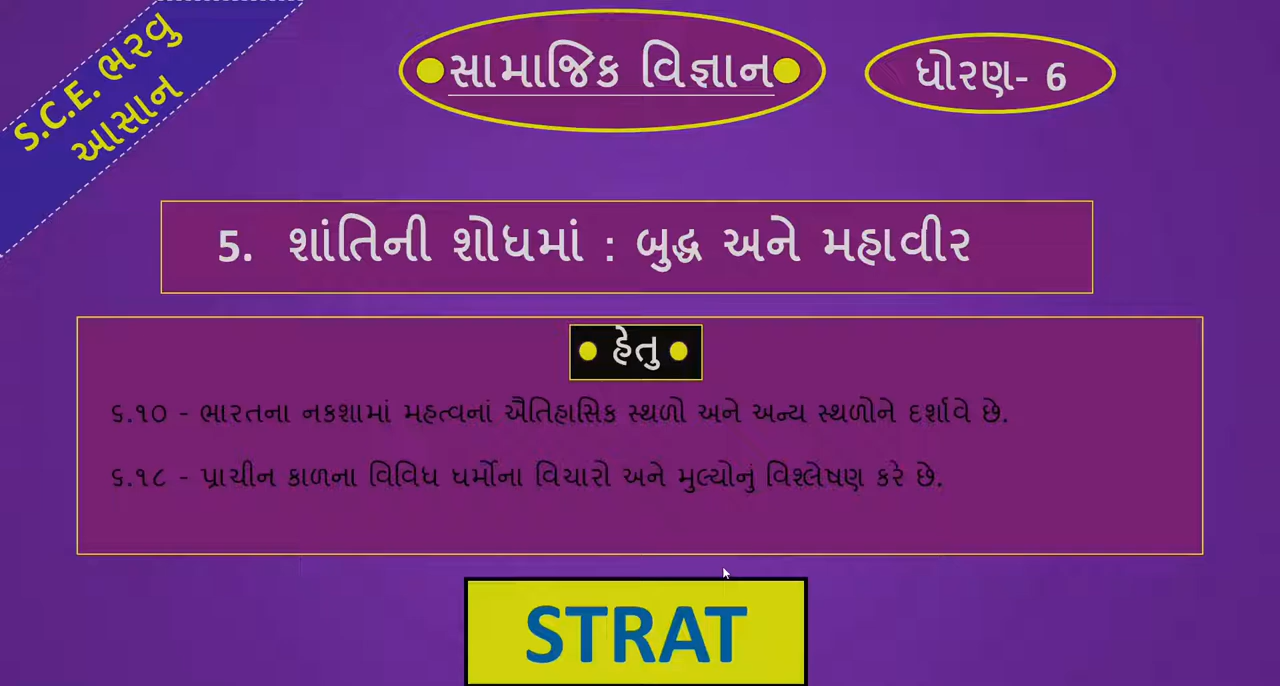 S.C.E. ભરવુ
આસાન
સામાજિક વિજ્ઞાન
ધોરણ- 6
5. શાંતિની શોધમાં : બુદ્ધ અને મહાવીર
હેતુ
૬.૧૦ - ભારતના નકશામાં મહત્વનાં ઐતિહાસિક સ્થળો અને અન્ય સ્થળોને દર્શાવે છે.
૬.૧૮ - પ્રાચીન કાળના વિવિધ ધર્મોના વિચારો અને મુલ્યોનું વિશ્લેષણ કરે છે.
STRAT